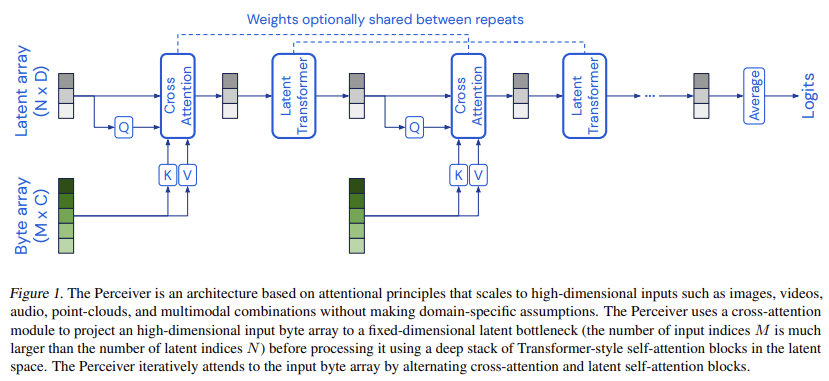 Weights optionally shared between repeats
Latent array
(N x D)
Q
Cross
Attention
K V
Latent
Transformer
Q
Cross
Attention
K V
Latent
Transformer
...
Average
Logits
Byte array
(M x C)
Figure 1. The Perceiver is an architecture based on attentional principles that scales to high-dimensional inputs such as images, videos,
audio, point-clouds, and multimodal combinations without making domain-specific assumptions. The Perceiver uses a cross-attention
module to project an high-dimensional input byte array to a fixed-dimensional latent bottleneck (the number of input indices M is much
larger than the number of latent indices N) before processing it using a deep stack of Transformer-style self-attention blocks in the latent
space. The Perceiver iteratively attends to the input byte array by alternating cross-attention and latent self-attention blocks.